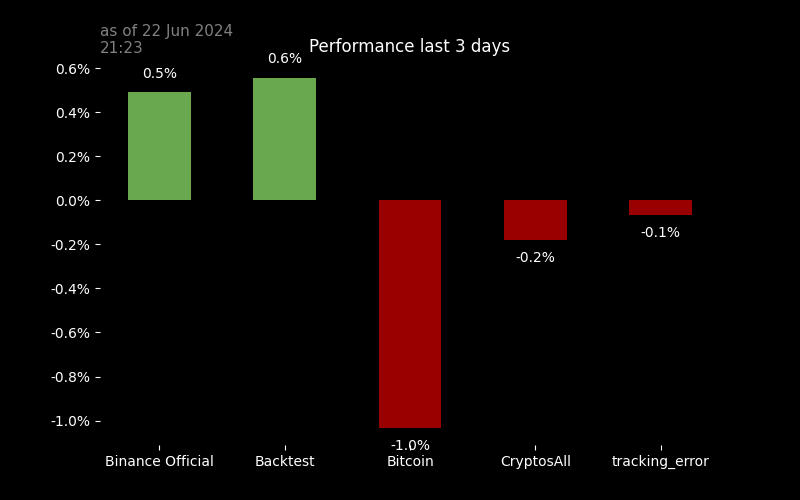 as of 22 Jun 2024
21:23
Performance last 3 days
0.6%
0.4%
0.2%
0.0%
-0.2%
-0.4%
-0.6%
-0.8%
-1.0%
0.5%
0.6%
-1.0%
-0.2%
-0.1%
Binance Official
Backtest
Bitcoin
CryptosAll
tracking_error